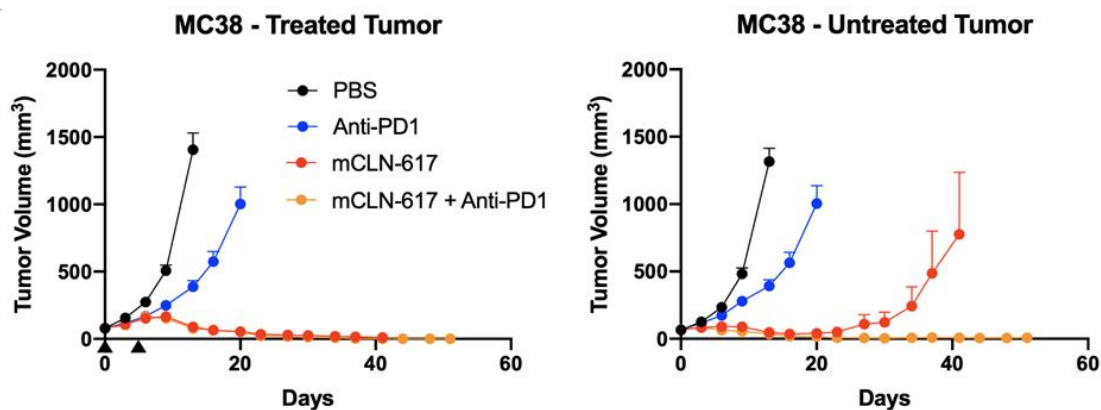 MC38 - Treated Tumor
Tumor Volume (mm³)
2000
1500
1000
500
0
0
20
40
60
Days
PBS
Anti-PD1
mCLN-617
mCLN-617 + Anti-PD1
MC38 - Untreated Tumor
Tumor Volume (mm³)
2000
1500
1000
500
0
0
20
40
60
Days